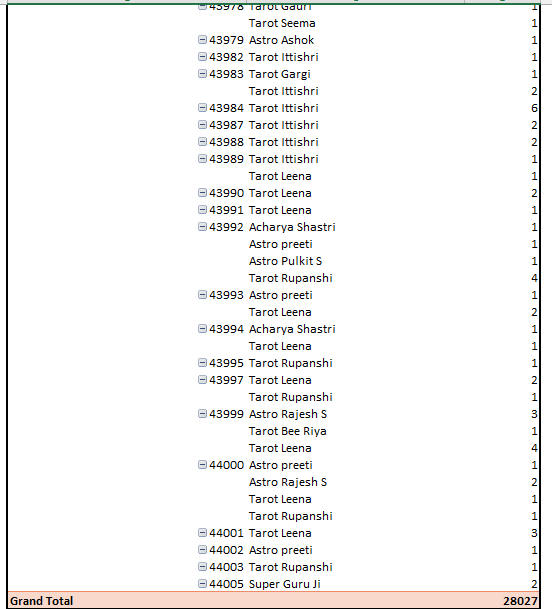 43978 Tarot Gauri 1
Tarot Seema 1
43979 Astro Ashok 1
43982 Tarot Ittishri 1
43983 Tarot Gargi 1
Tarot Ittishri 2
43984 Tarot Ittishri 6
43987 Tarot Ittishri 2
43988 Tarot Ittishri 2
43989 Tarot Ittishri 1
Tarot Leena 1
43990 Tarot Leena 2
43991 Tarot Leena 1
43992 Acharya Shastri 1
Astro preeti 1
Astro Pulkit S 1
Tarot Rupanshi 4
43993 Astro preeti 1
Tarot Leena 2
43994 Acharya Shastri 1
Tarot Leena 1
43995 Tarot Rupanshi 1
43997 Tarot Leena 2
Tarot Rupanshi 1
43999 Astro Rajesh S 3
Tarot Bee Riya 1
Tarot Leena 4
44000 Astro preeti 1
Astro Rajesh S 2
Tarot Leena 1
Tarot Rupanshi 1
44001 Tarot Leena 3
44002 Astro preeti 1
44003 Tarot Rupanshi 1
44005 Super Guru Ji 2
Grand Total 28027